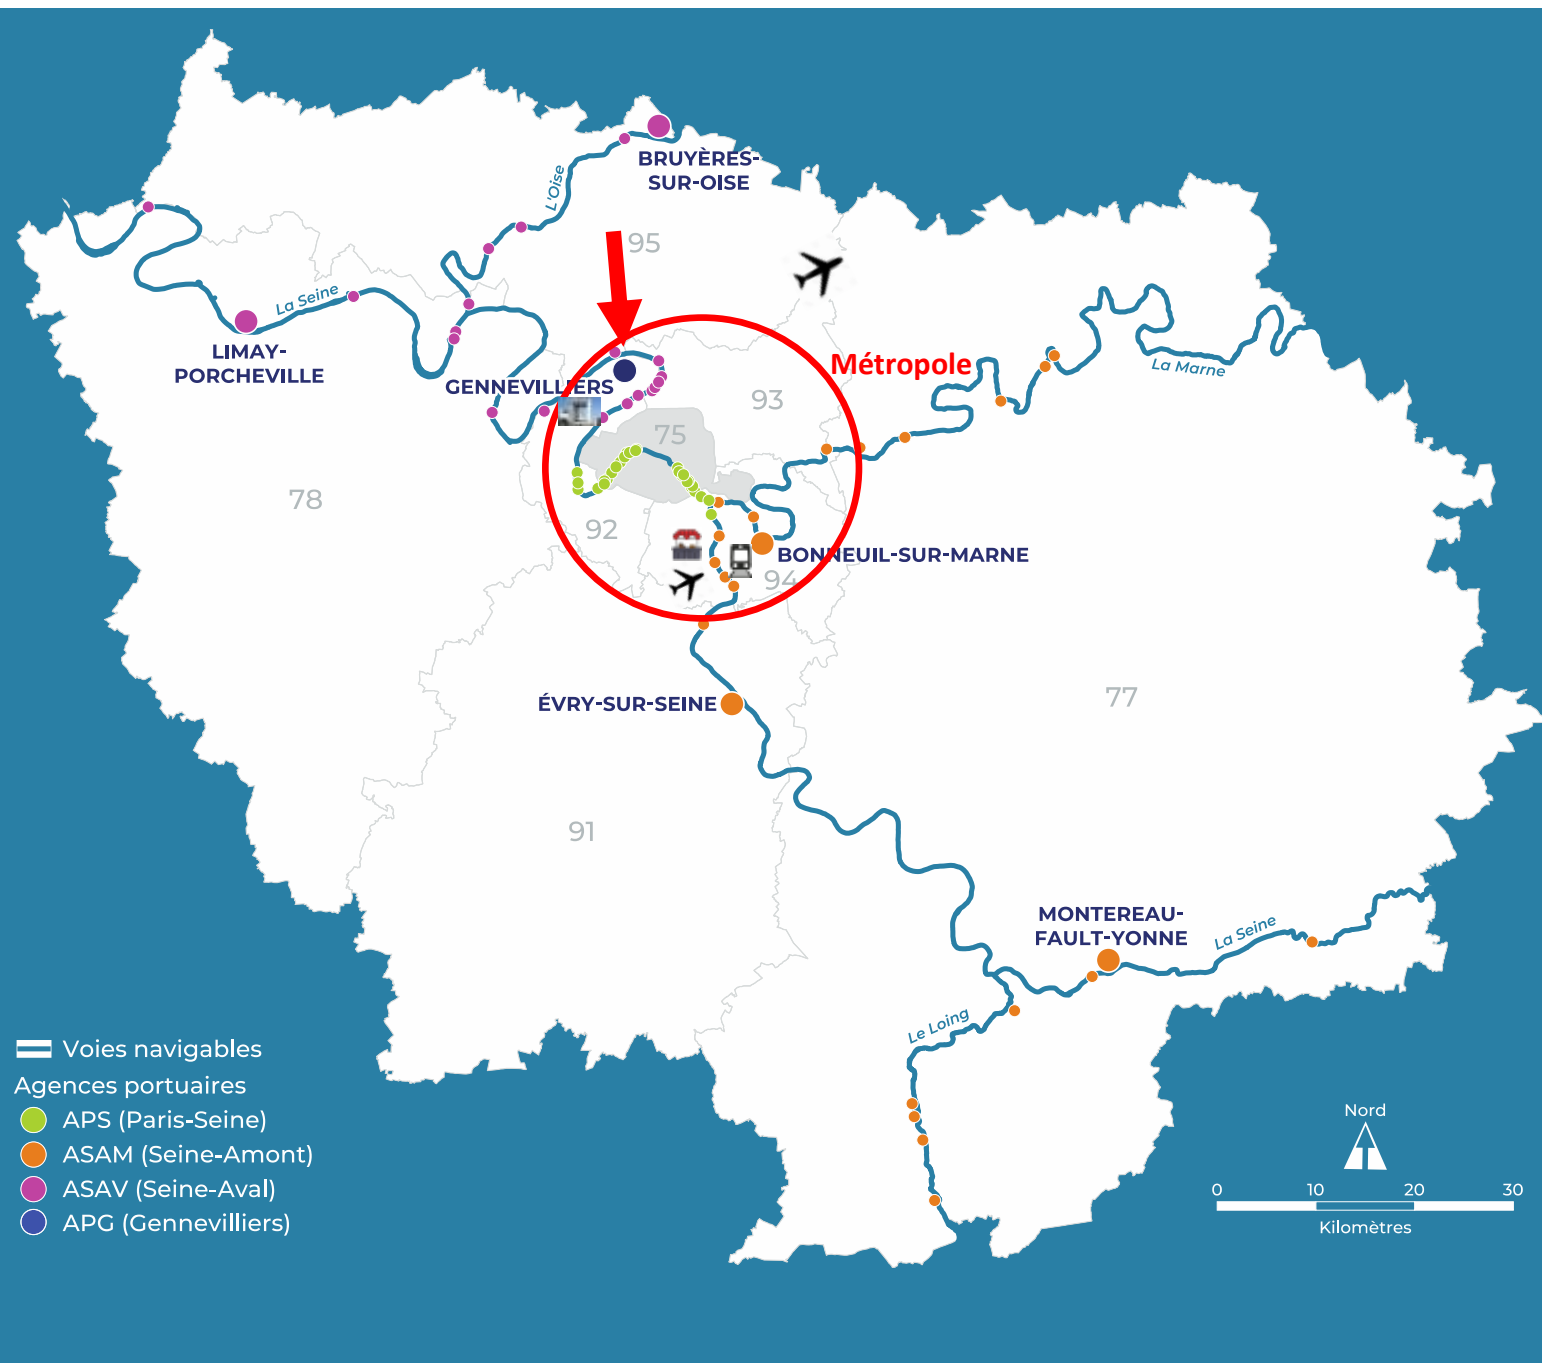 BRUYÈRES-
SUR-OISE
L'Oise
95
La Seine
LIMAY-
PORCHEVILLE
GENNEVILLIERS
Métropole
La Marne
93
75
78
92
BONNEUIL-SUR-MARNE
94
ÉVRY-SUR-SEINE
77
91
MONTEREAU-
FAULT-YONNE
La Seine
Le Loing
Voies navigables
Agences portuaires
APS (Paris-Seine)
ASAM (Seine-Amont)
ASAV (Seine-Aval)
APG (Gennevilliers)
Nord
0 10 20 30
Kilomètres